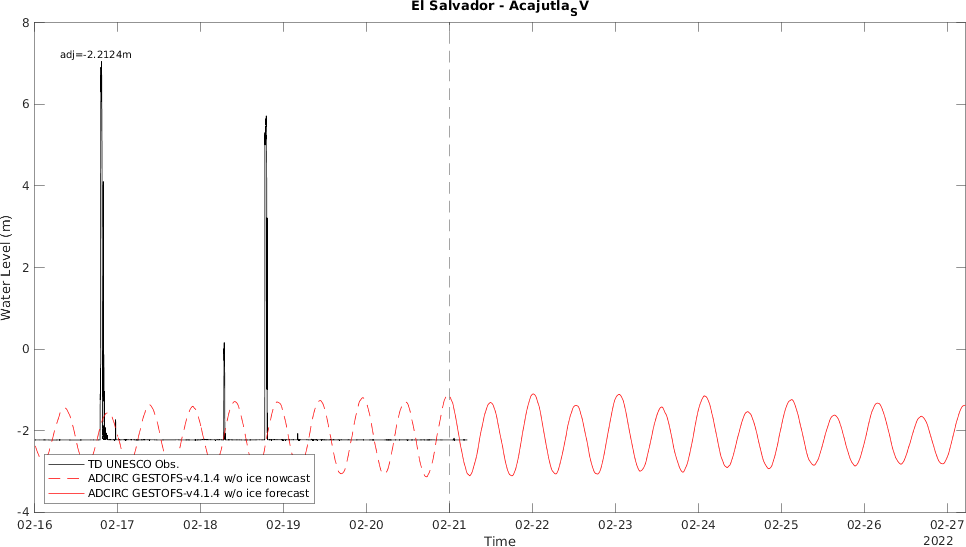 El Salvador - AcajutlaSV
8
adj=-2.2124m
6
4
2
0
-2
-4
Water Level (m)
TD UNESCO Obs.
ADCIRC GESTOFS-v4.1.4 w/o ice nowcast
ADCIRC GESTOFS-v4.1.4 w/o ice forecast
02-16 02-17 02-18 02-19 02-20 02-21 02-22 02-23 02-24 02-25 02-26 02-27
Time
2022